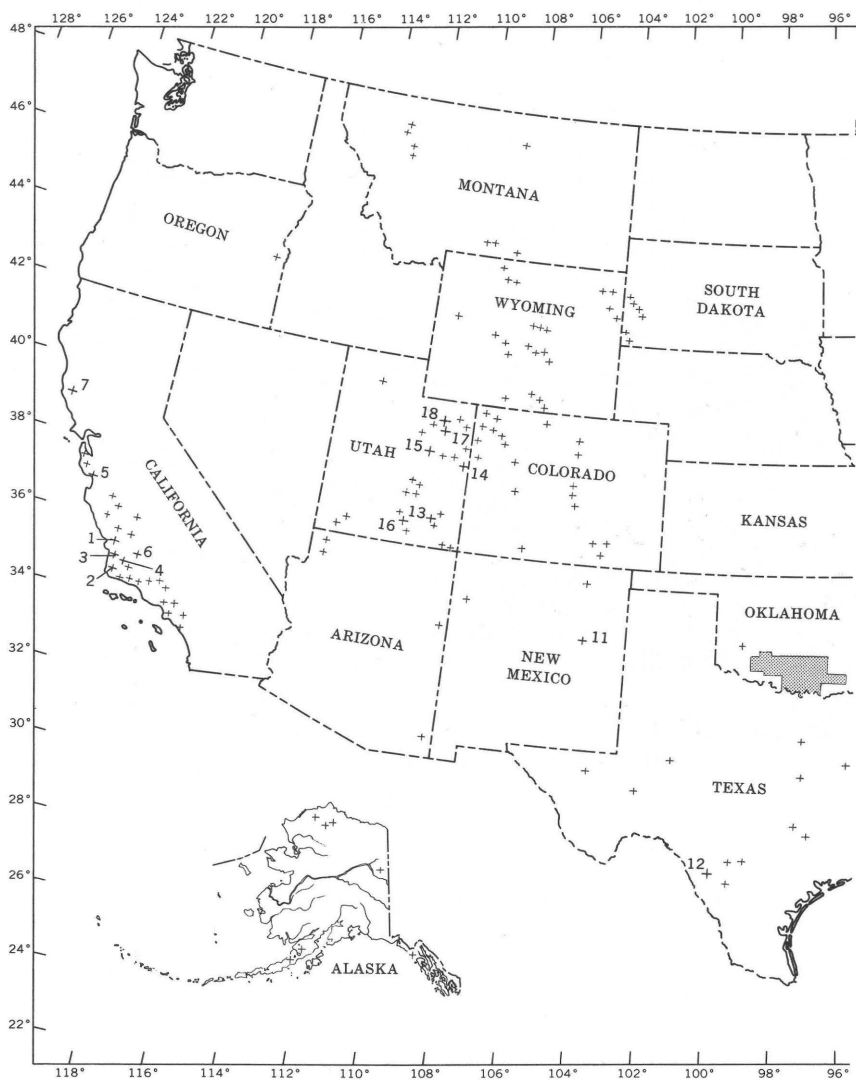 128° 126° 124° 122° 120° 118° 116° 114° 112° 110° 108° 106° 104° 102° 100° 98° 96°
48°
46°
MONTANA
44°
OREGON
42°
SOUTH
WYOMING
DAKOTA
40°
7
18
17
38°
UTAH
15
14
COLORADO
5
CALIFORNIA
36°
13
KANSAS
16
1
3 6
4
34°
2
OKLAHOMA
ARIZONA
11
NEW
32°
MEXICO
30°
TEXAS
28°
12
26°
24°
ALASKA
22°
118° 116° 114° 112° 110° 108° 106° 104° 102° 100° 98° 96°